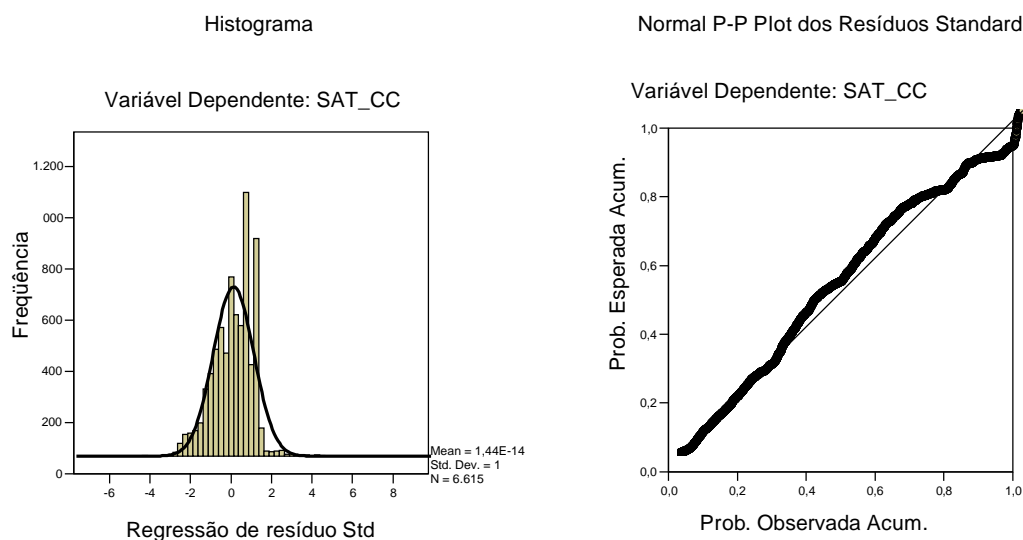 Histograma
Variável Dependente: SAT_CC
Freqüência
1.200
000
800
600
400
200
0
-6 -4 -2 0 2 4 6 8
Mean = 1,44E-14
Std. Dev. = 1
N = 6.615
Regressão de resíduo Std
Normal P-P Plot dos Resíduos Standard
Variável Dependente: SAT_CC
Prob. Esperada Acum.
1,0
0,8
0,6
0,4
0,2
0,0
0,0 0,2 0,4 0,6 0,8 1,0
Prob. Observada Acum.